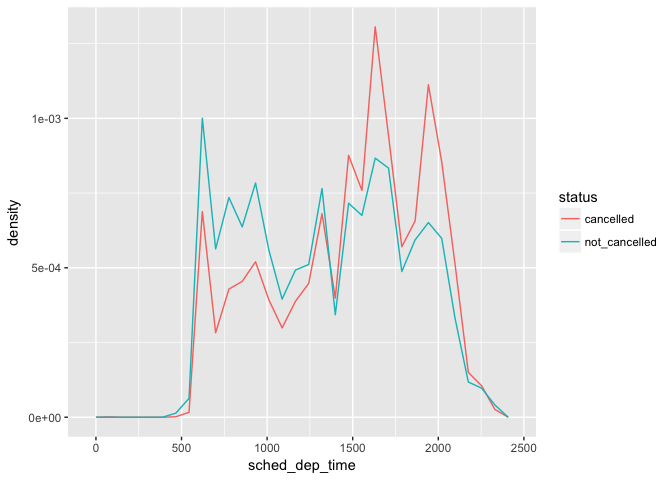 density
1e-03
5e-04
0e+00
0
500
1000
1500
2000
2500
sched_dep_time
status
cancelled
not_cancelled